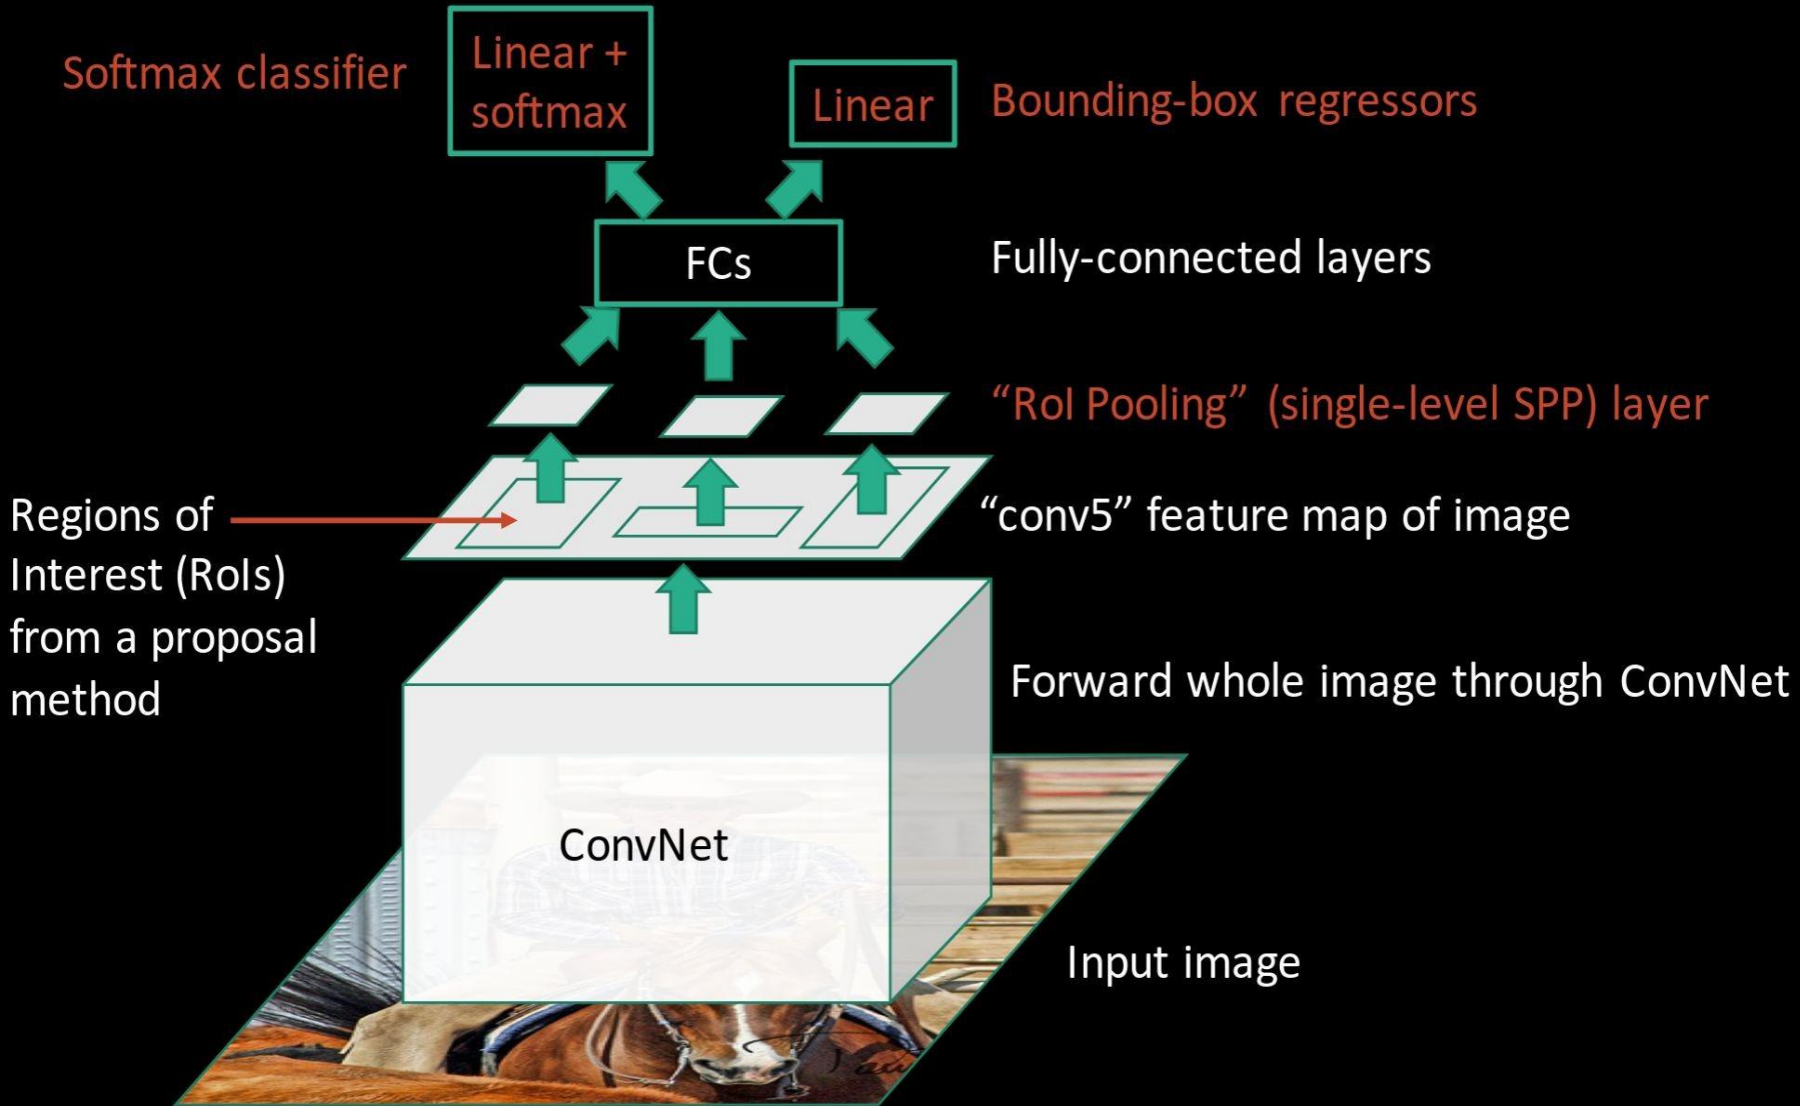 Softmax classifier
Linear +
softmax
Linear
Bounding-box regressors
FCs
Fully-connected layers
“RoI Pooling” (single-level SPP) layer
“conv5” feature map of image
Regions of
Interest (RoIs)
from a proposal
method
Forward whole image through ConvNet
ConvNet
Input image